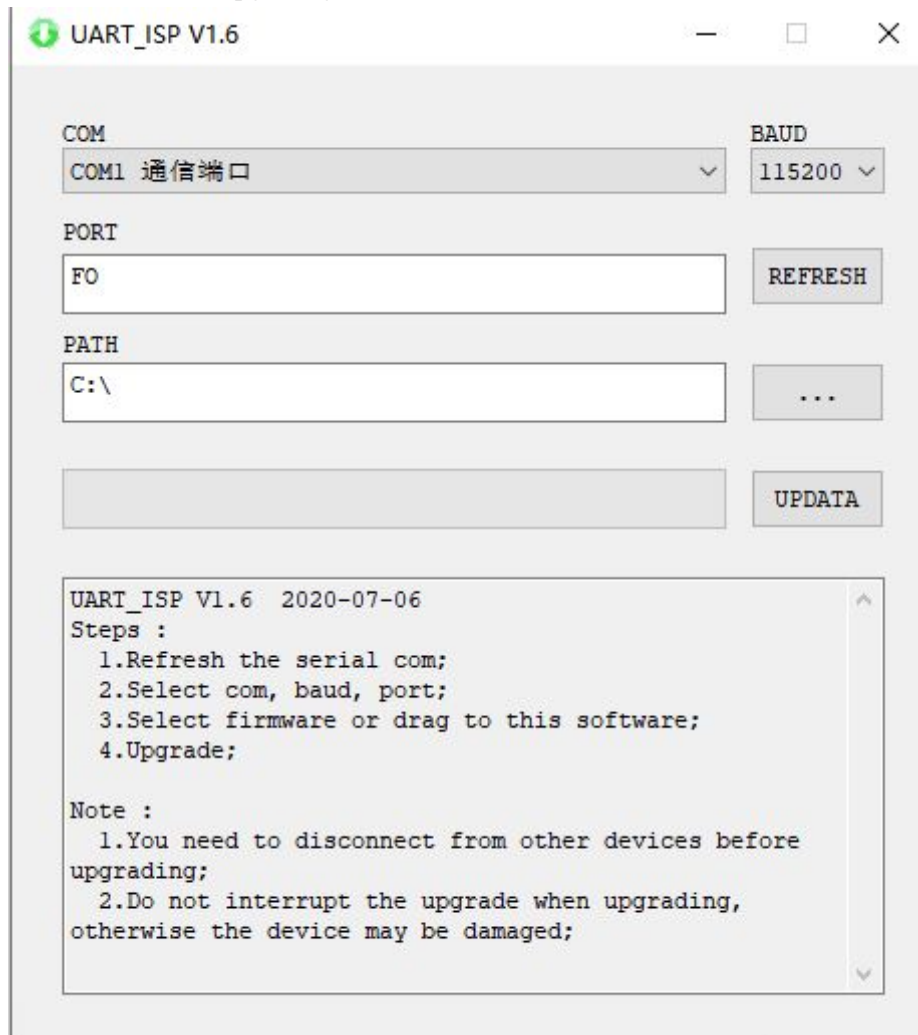 UART_ISP V1.6
COM
BAUD
COM1 通信端口
115200
PORT
FO
REFRESH
PATH
C:\
...
UPDATA
UART_ISP V1.6  2020-07-06
Steps :
  1.Refresh the serial com;
  2.Select com, baud, port;
  3.Select firmware or drag to this software;
  4.Upgrade;
Note :
  1.You need to disconnect from other devices before
upgrading;
  2.Do not interrupt the upgrade when upgrading,
otherwise the device may be damaged;